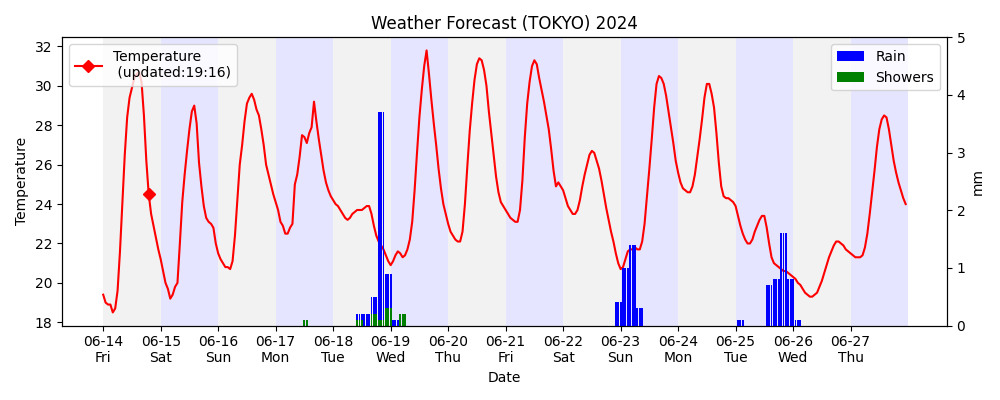 Weather Forecast (TOKYO) 2024
Temperature
(updated:19:16)
Rain
Showers
Temperature
32
30
28
26
24
22
20
18
5
4
3
2
1
0
mm
06-14 06-15 06-16 06-17 06-18 06-19 06-20 06-21 06-22 06-23 06-24 06-25 06-26 06-27
Fri Sat Sun Mon Tue Wed Thu Fri Sat Sun Mon Tue Wed Thu
Date